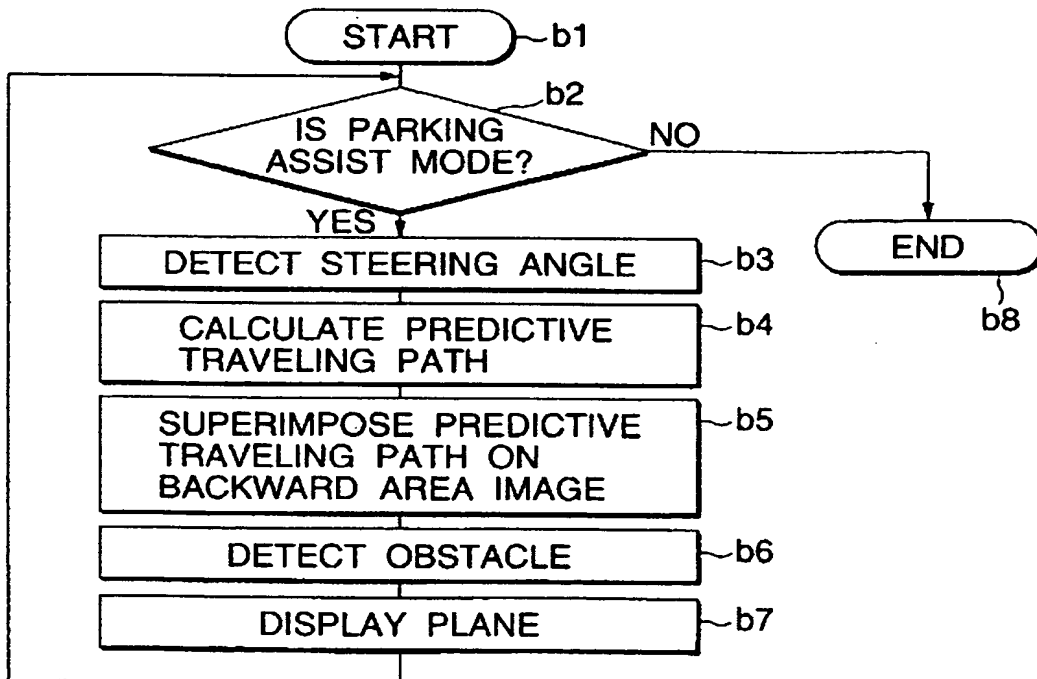 START
b1
b2
IS PARKING
ASSIST MODE?
NO
YES
END
b8
DETECT STEERING ANGLE
b3
CALCULATE PREDICTIVE
TRAVELING PATH
b4
SUPERIMPOSE PREDICTIVE
TRAVELING PATH ON
BACKWARD AREA IMAGE
b5
DETECT OBSTACLE
b6
DISPLAY PLANE
b7